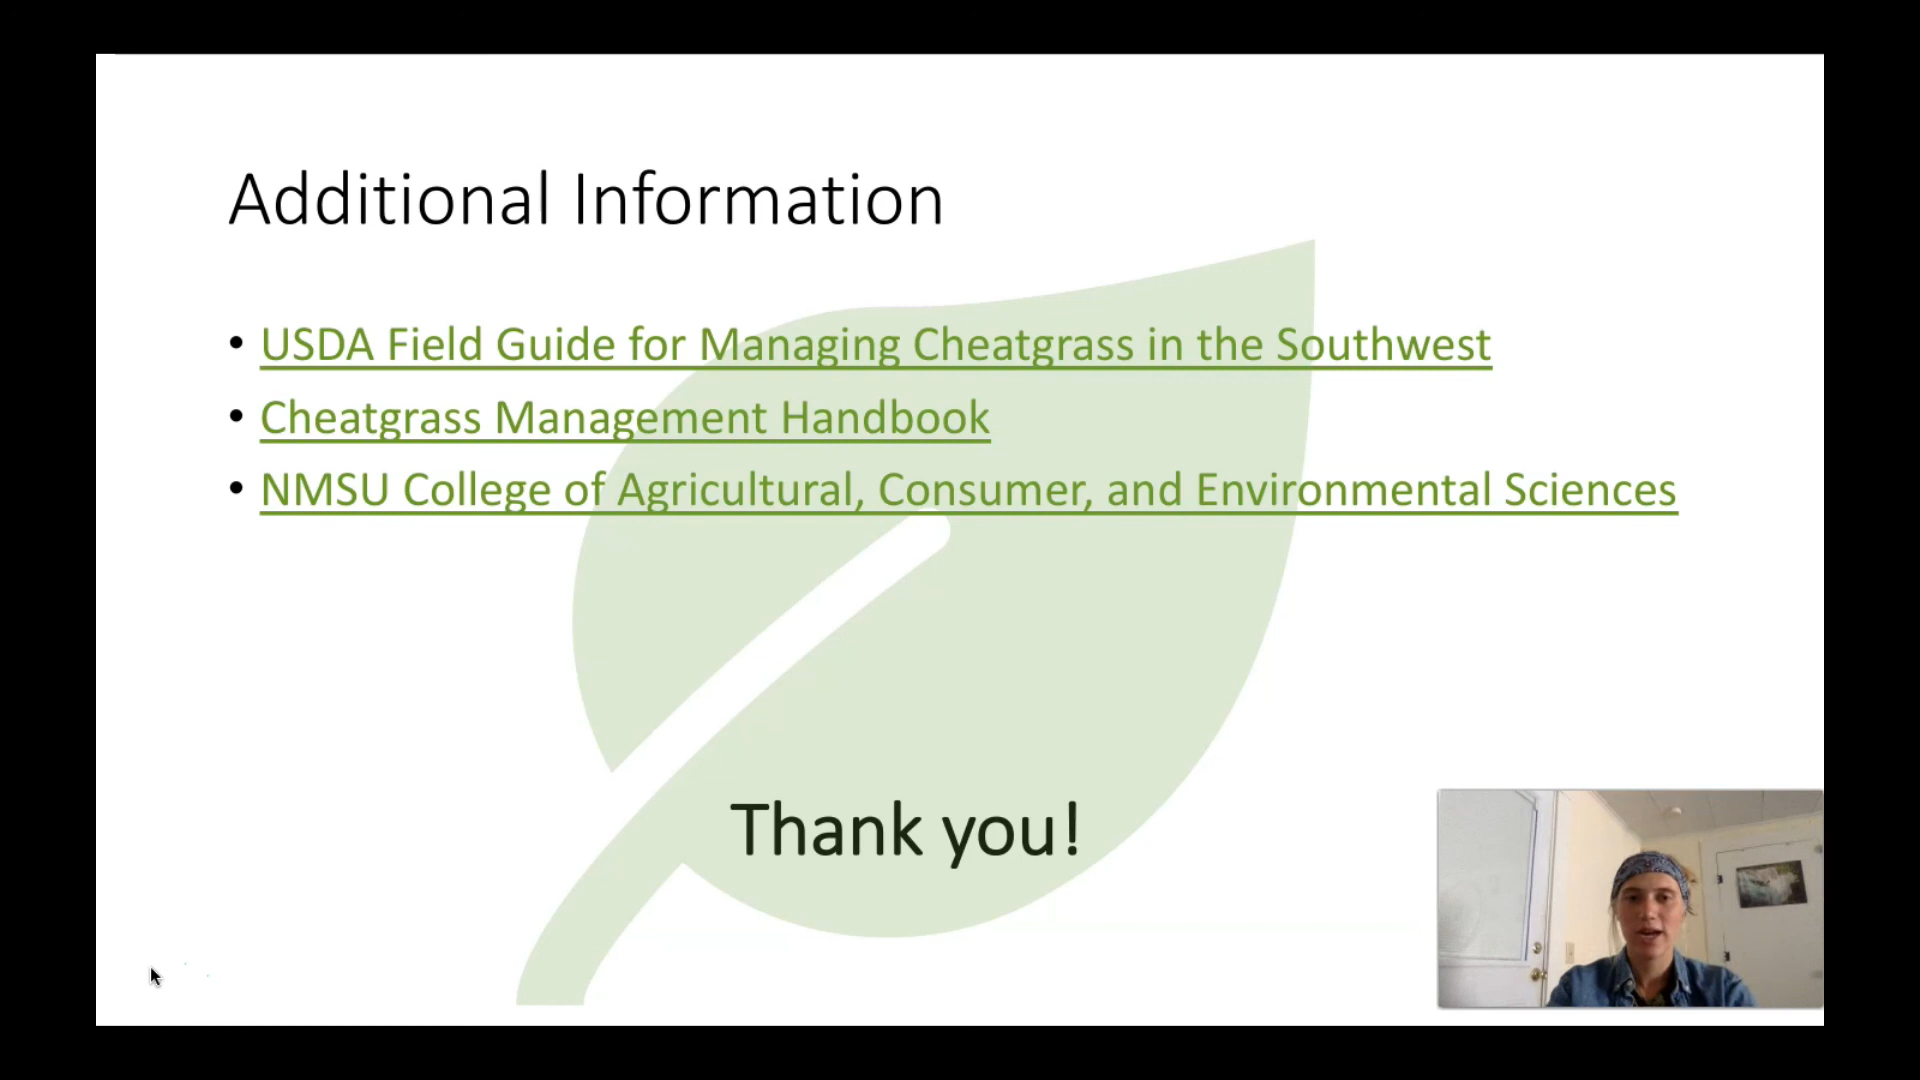 Additional Information
• USDA Field Guide for Managing Cheatgrass in the Southwest
• Cheatgrass Management Handbook
• NMSU College of Agricultural, Consumer, and Environmental Sciences
Thank you!